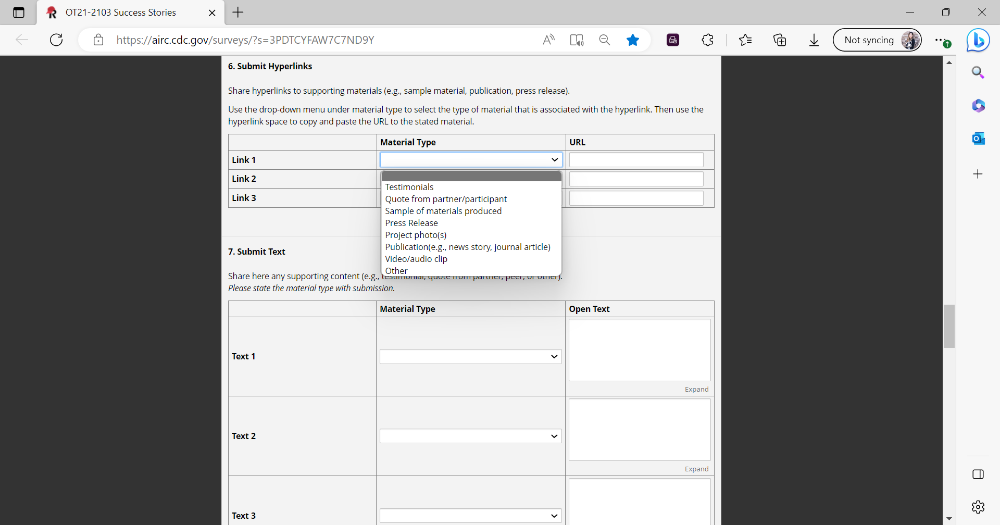 OT21-2103 Success Stories
https://airc.cdc.gov/surveys/?s=3PDTCYFAW7C7ND9Y
Not syncing
6. Submit Hyperlinks
Share hyperlinks to supporting materials (e.g., sample material, publication, press release).
Use the drop-down menu under material type to select the type of material that is associated with the hyperlink. Then use the
hyperlink space to copy and paste the URL to the stated material.
Material Type URL
Link 1
Link 2
Link 3
Testimonials
Quote from partner/participant
Sample of materials produced
Press Release
Project photo(s)
Publication(e.g., news story, journal article)
Video/audio clip
Other
7. Submit Text
Share here any supporting content (e.g., testimonial, quote from partner, peer, or other).
Please state the material type with submission.
Material Type Open Text
Text 1
Expand
Text 2
Expand
Text 3